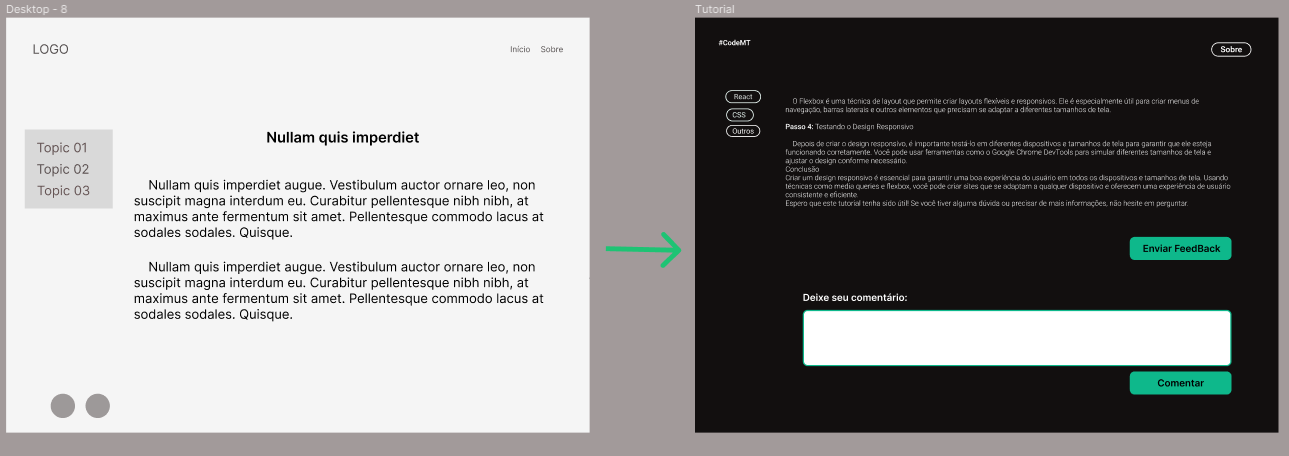 Desktop - 8
LOGO
Início Sobre
Topic 01
Topic 02
Topic 03
Nullam quis imperdiet
Nullam quis imperdiet augue. Vestibulum auctor ornare leo, non
suscipit magna interdum eu. Curabitur pellentesque nibh nibh, at
maximus ante fermentum sit amet. Pellentesque commodo lacus at
sodales sodales. Quisque.
Nullam quis imperdiet augue. Vestibulum auctor ornare leo, non
suscipit magna interdum eu. Curabitur pellentesque nibh nibh, at
maximus ante fermentum sit amet. Pellentesque commodo lacus at
sodales sodales. Quisque.
Tutorial
#CodeMT
Sobre
React
CSS
Outros
O Flexbox é uma técnica de layout que permite criar layouts flexíveis e responsivos. Ele é especialmente útil para criar menus de
navegação, barras laterais e outros elementos que precisam se adaptar a diferentes tamanhos de tela.
Passo 4: Testando o Design Responsivo
Depois de criar o design responsivo, é importante testá-lo em diferentes dispositivos e tamanhos de tela para garantir que ele esteja
funcionando corretamente. Você pode usar ferramentas como o Google Chrome DevTools para simular diferentes tamanhos de tela e
ajustar o design conforme necessário.
Conclusão
Criar um design responsivo é essencial para garantir uma boa experiência do usuário em todos os dispositivos e tamanhos de tela. Usando
técnicas como media queries e flexbox, você pode criar sites que se adaptam a qualquer dispositivo e oferecem uma experiência de usuário
consistente e eficiente.
Espero que este tutorial tenha sido útil! Se você tiver alguma dúvida ou precisar de mais informações, não hesite em perguntar
Enviar FeedBack
Deixe seu comentário:
Comentar